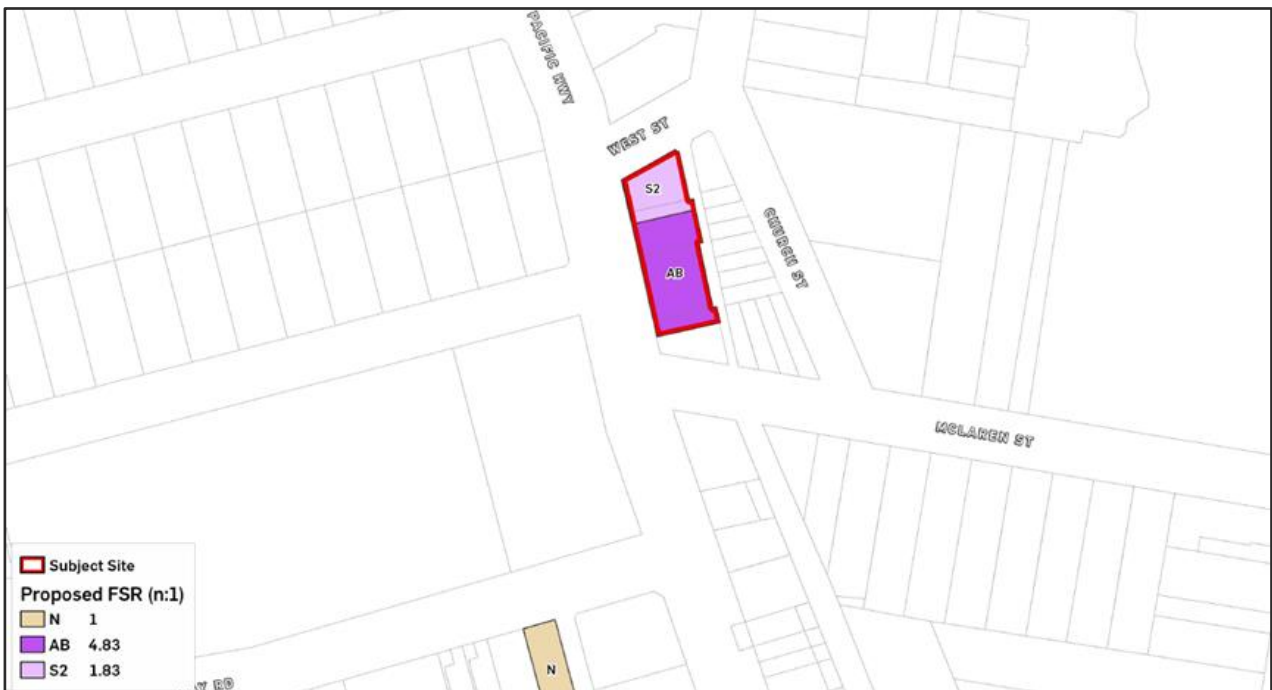 PACIFIC HWY
WEST ST
S2
CHURCH ST
AB
MCLAREN ST
Subject Site
Proposed FSR (n:1)
N 1
AB 4.83
S2 1.83
N
RD